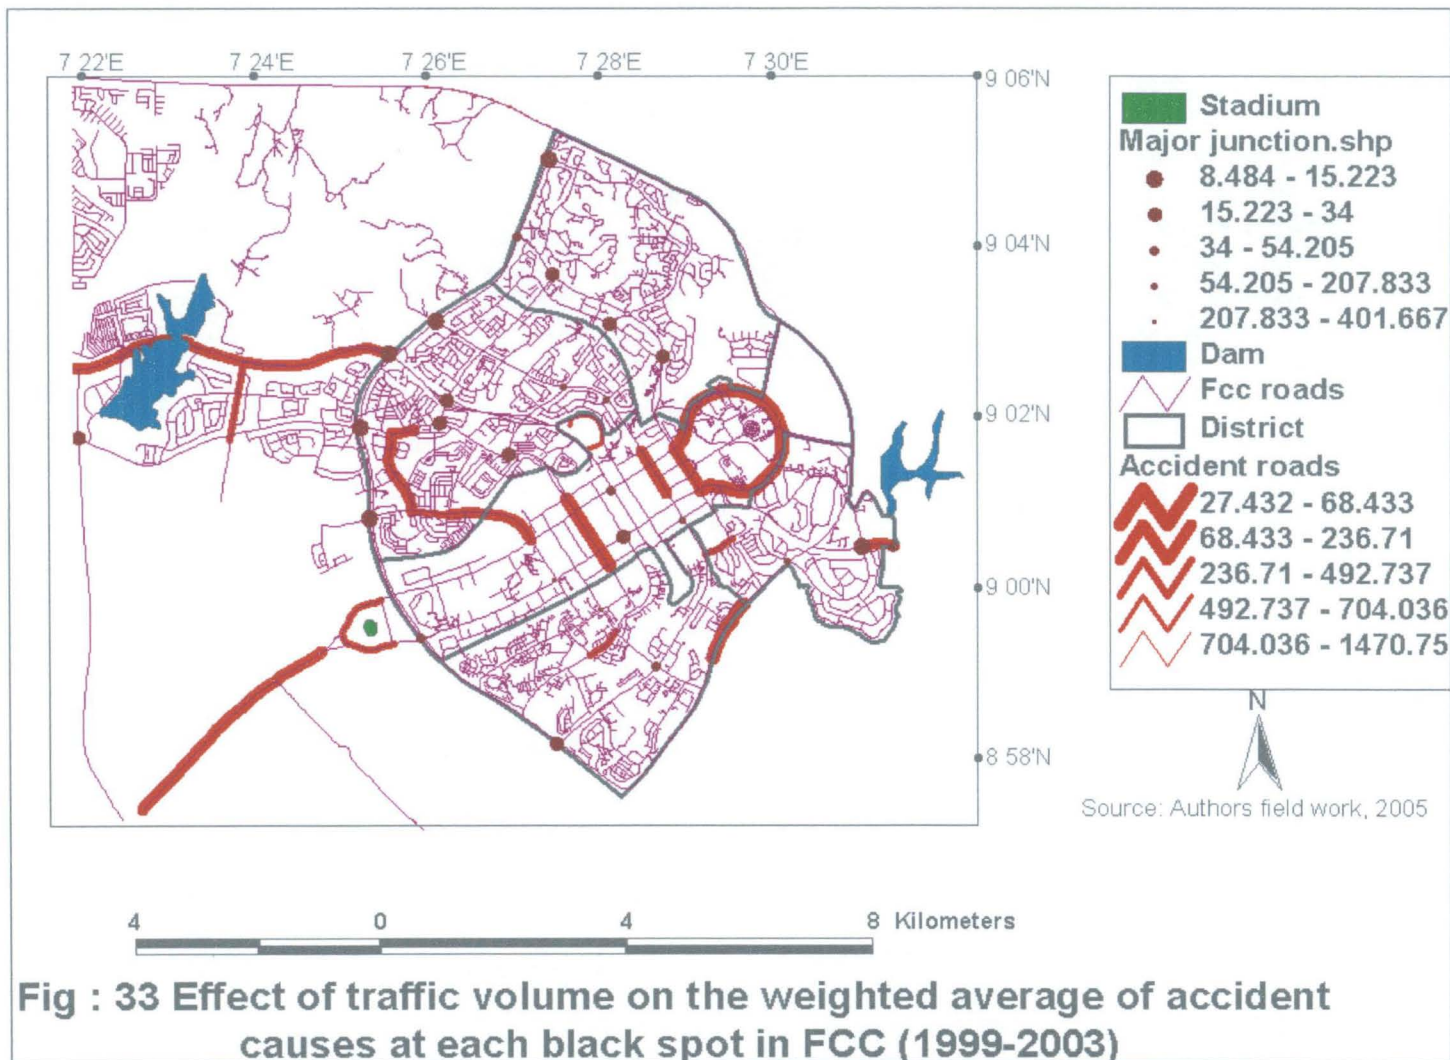 7 22'E 7 24'E 7 26'E 7 28'E 7 30'E
9 06'N
9 04'N
9 02'N
9 00'N
8 58'N
Stadium
Major junction.shp
8.484 - 15.223
15.223 - 34
34 - 54.205
54.205 - 207.833
207.833 - 401.667
Dam
Fcc roads
District
Accident roads
27.432 - 68.433
68.433 - 236.71
236.71 - 492.737
492.737 - 704.036
704.036 - 1470.75
N
Source: Authors field work, 2005
4 0 4 8 Kilometers
Fig : 33 Effect of traffic volume on the weighted average of accident
causes at each black spot in FCC (1999-2003)